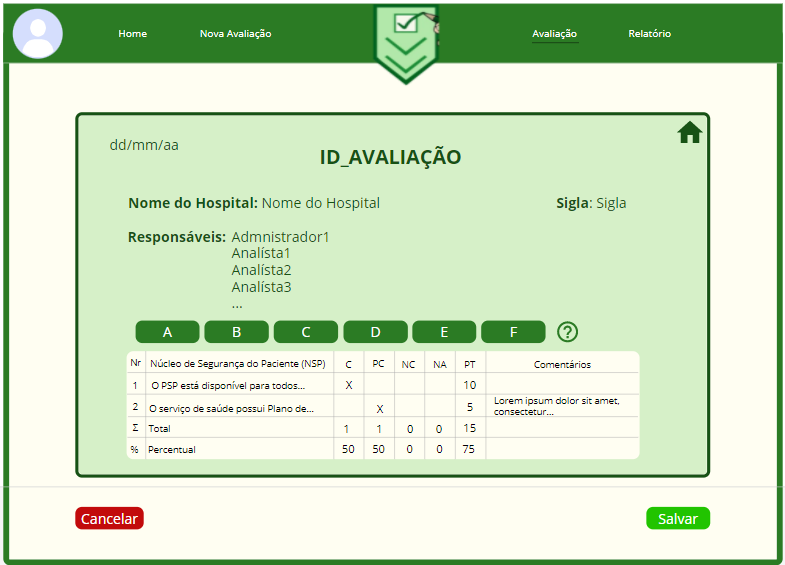 Home Nova Avaliação Avaliação Relatório
dd/mm/aa
ID_AVALIAÇÃO
Nome do Hospital: Nome do Hospital Sigla: Sigla
Responsáveis: Admnistrador1
Analísta1
Analísta2
Analísta3
...
A B C D E F ?
Nr Núcleo de Segurança do Paciente (NSP) C PC NC NA PT Comentários
1 O PSP está disponível para todos... X 10
2 O serviço de saúde possui Plano de... X 5 Lorem ipsum dolor sit amet,
consectetur...
Σ Total 1 1 0 0 15
% Percentual 50 50 0 0 75
Cancelar Salvar